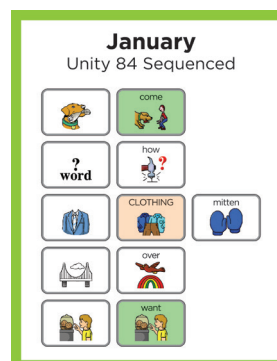 January
Unity 84 Sequenced
come
?
word
how
?
CLOTHING
mitten
over
want